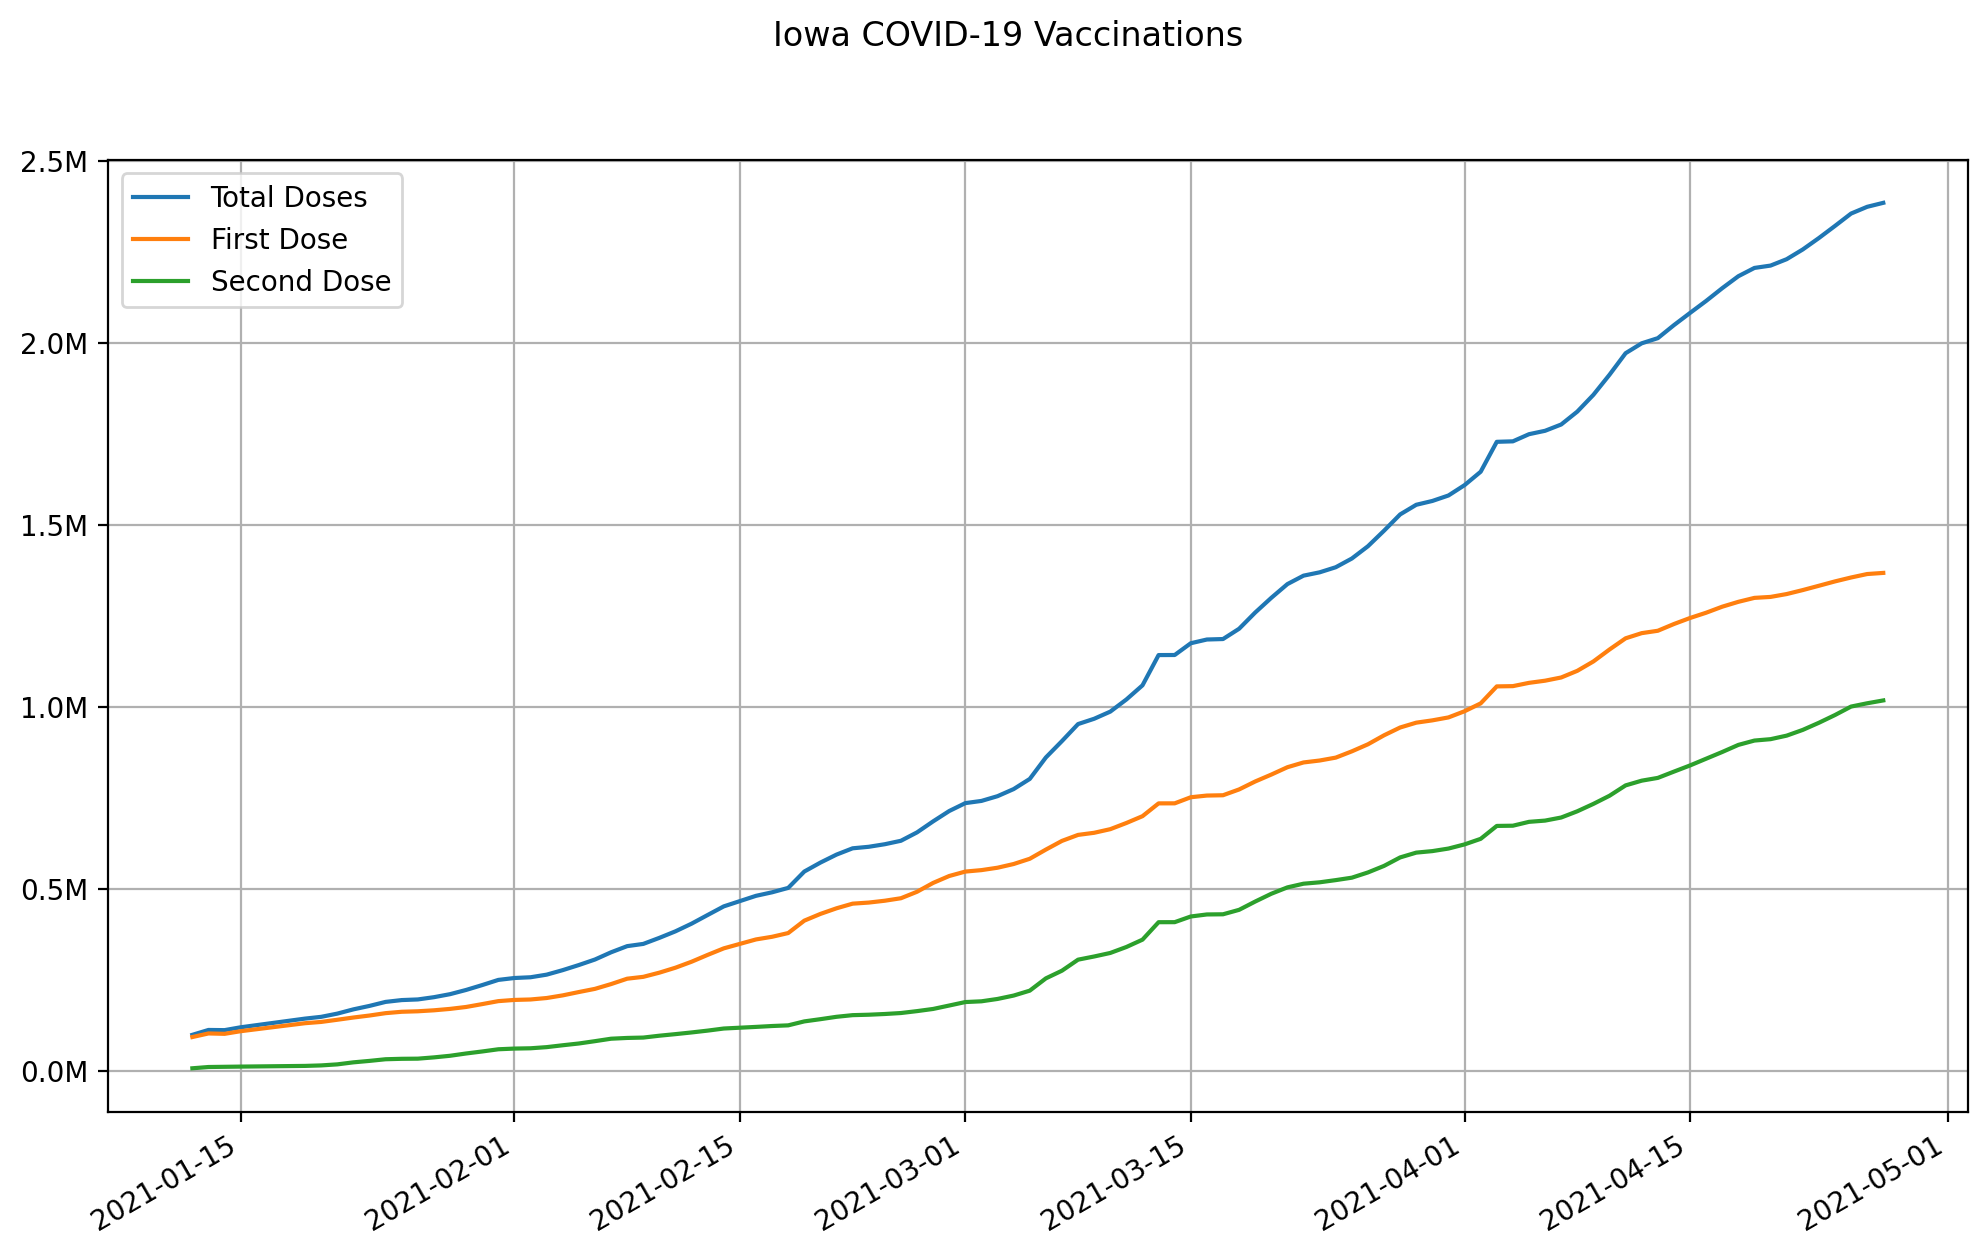 Iowa COVID-19 Vaccinations
2.5M
2.0M
1.5M
1.0M
0.5M
0.0M
Total Doses
First Dose
Second Dose
2021-01-15
2021-02-01
2021-02-15
2021-03-01
2021-03-15
2021-04-01
2021-04-15
2021-05-01